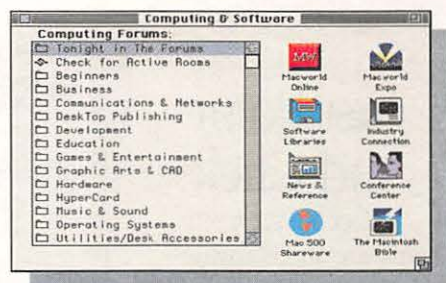 Computing & Software
Computing Forums:
Tonight in The Forums
Check for Active Rooms
Beginners
Business
Communications & Networks
DeskTop Publishing
Development
Education
Games & Entertainment
Graphic Arts & CAD
Hardware
HyperCard
Music & Sound
Operating Systems
Utilities/Desk Accessories
MW
Macworld
Online
Macworld
Expo
Software
Libraries
Industry
Connection
News &
Reference
Conference
Center
Mac 500
Shareware
The Macintosh
Bible